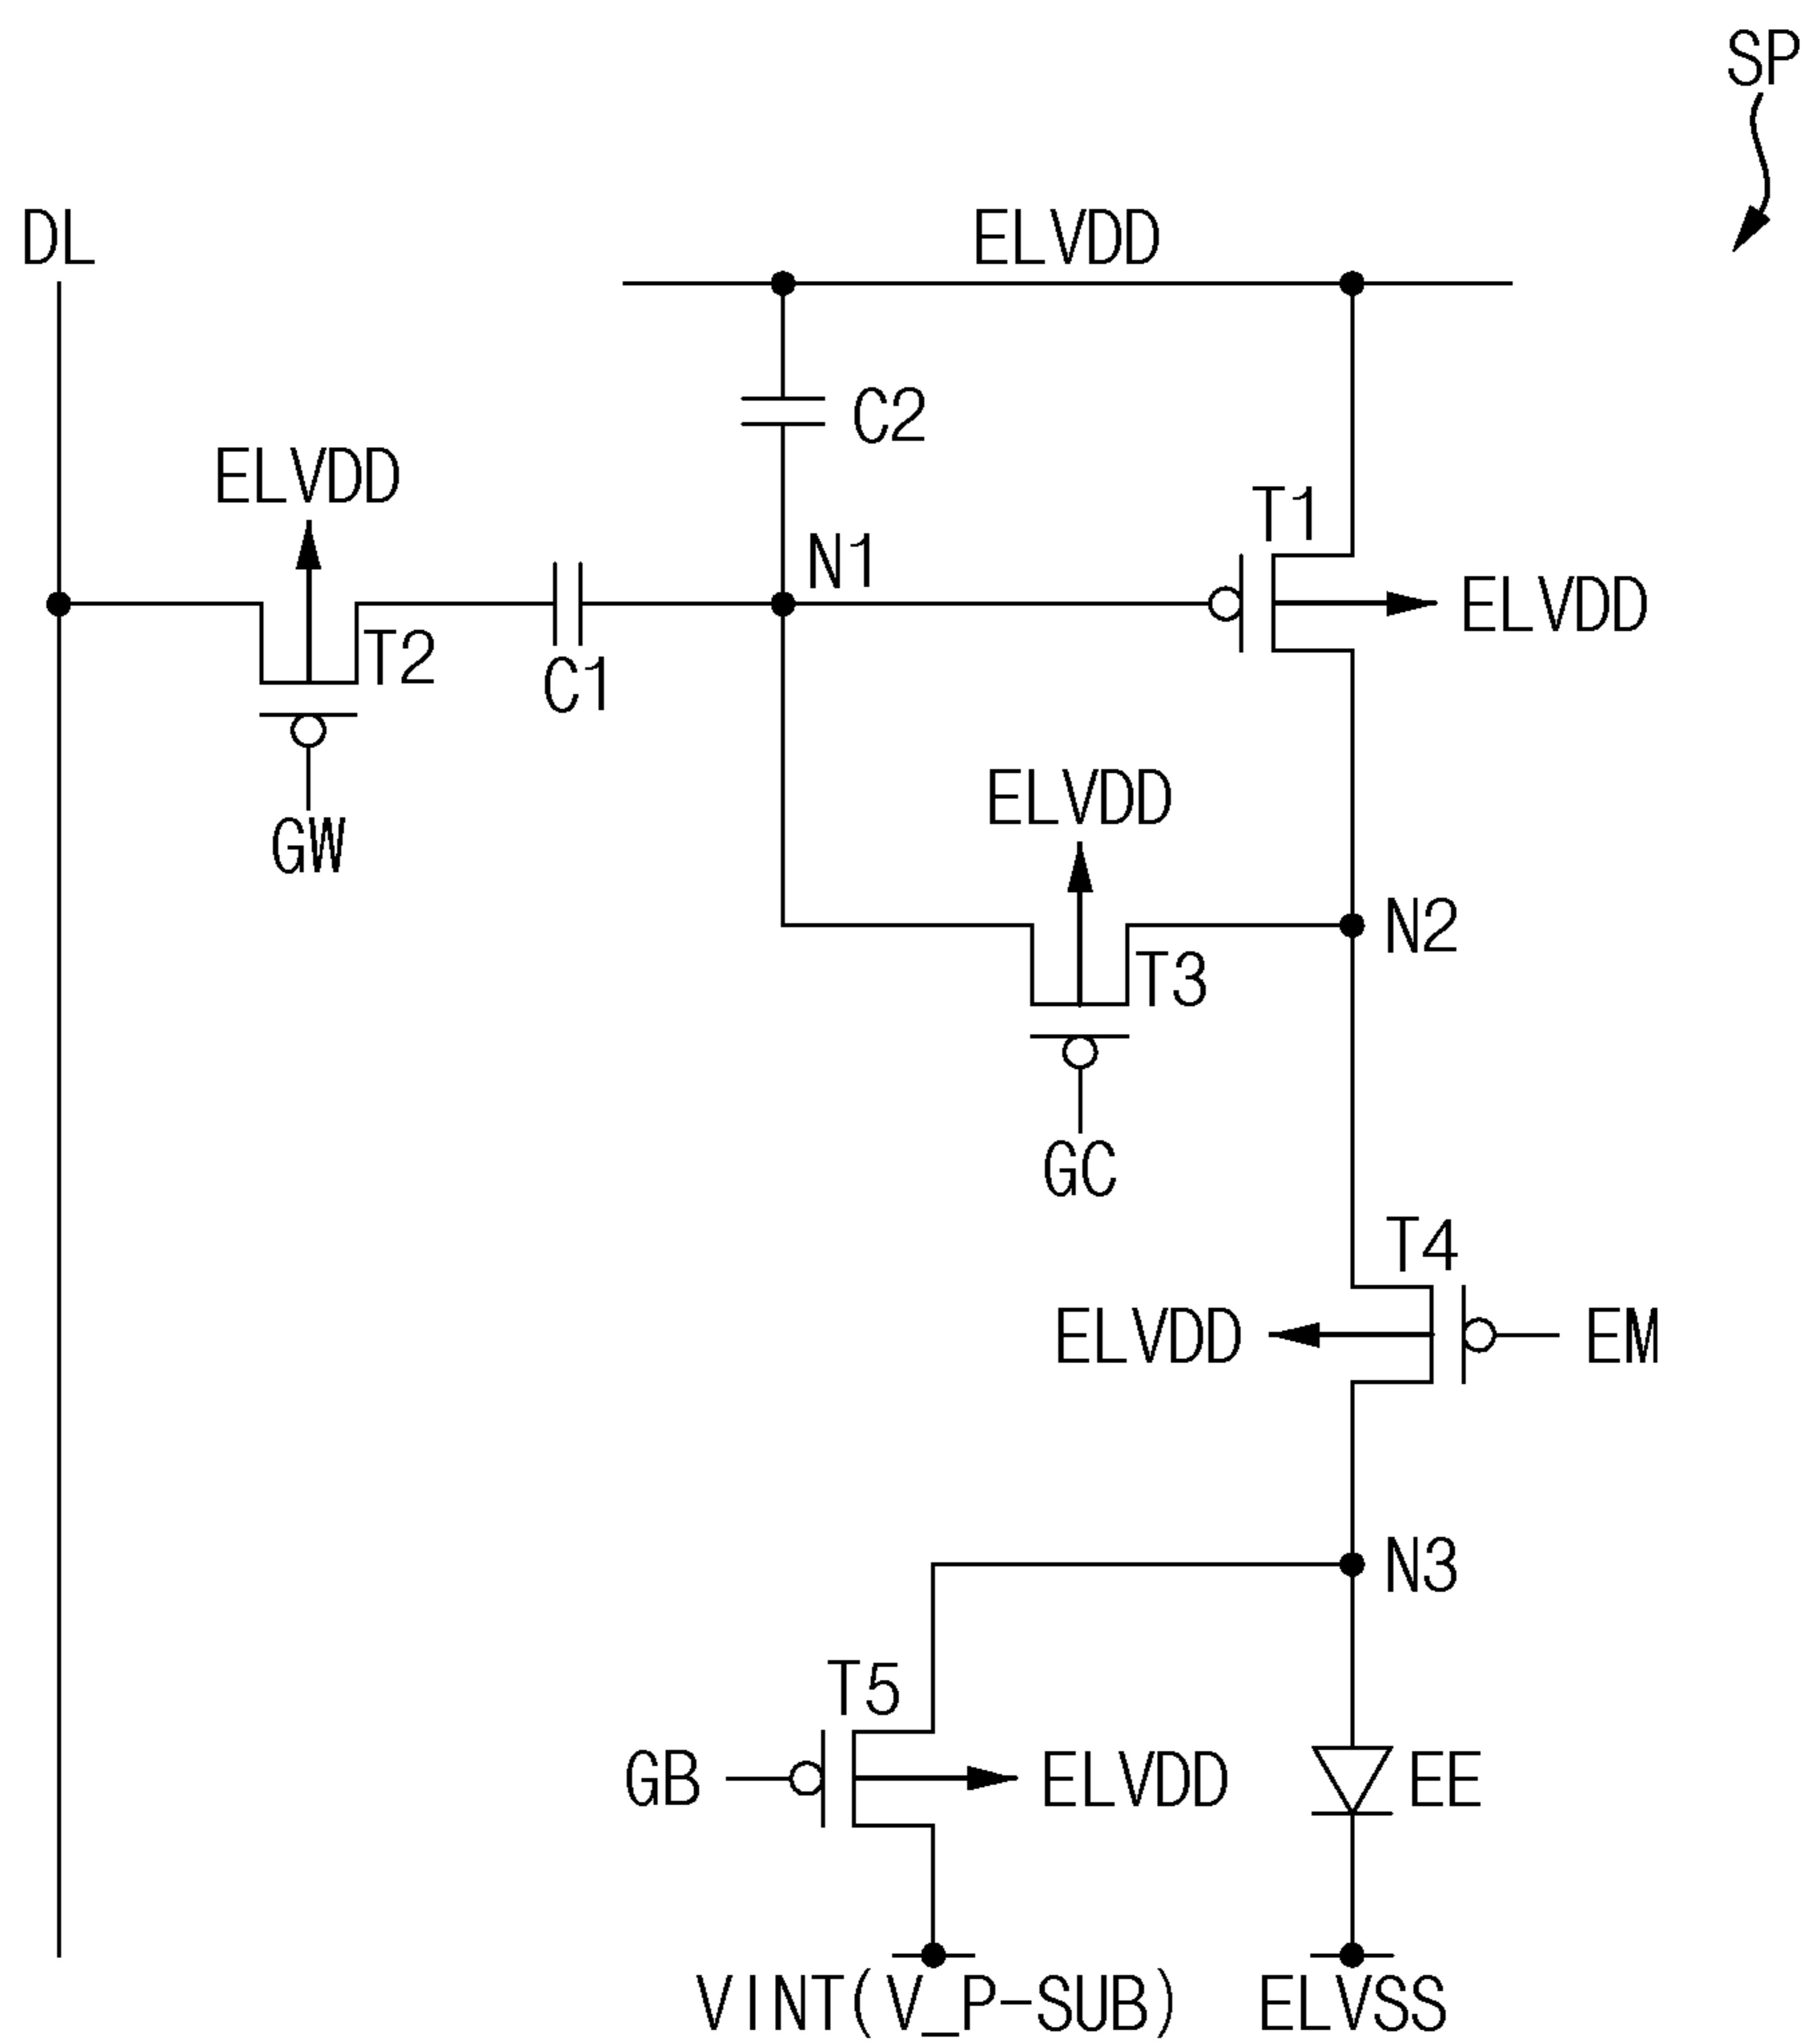 SP
DL
ELVDD
C2
ELVDD
T1
N1
ELVDD
T2
C1
GW
ELVDD
N2
T3
GC
T4
ELVDD
EM
N3
T5
GB
ELVDD
EE
VINT(V_P-SUB)
ELVSS